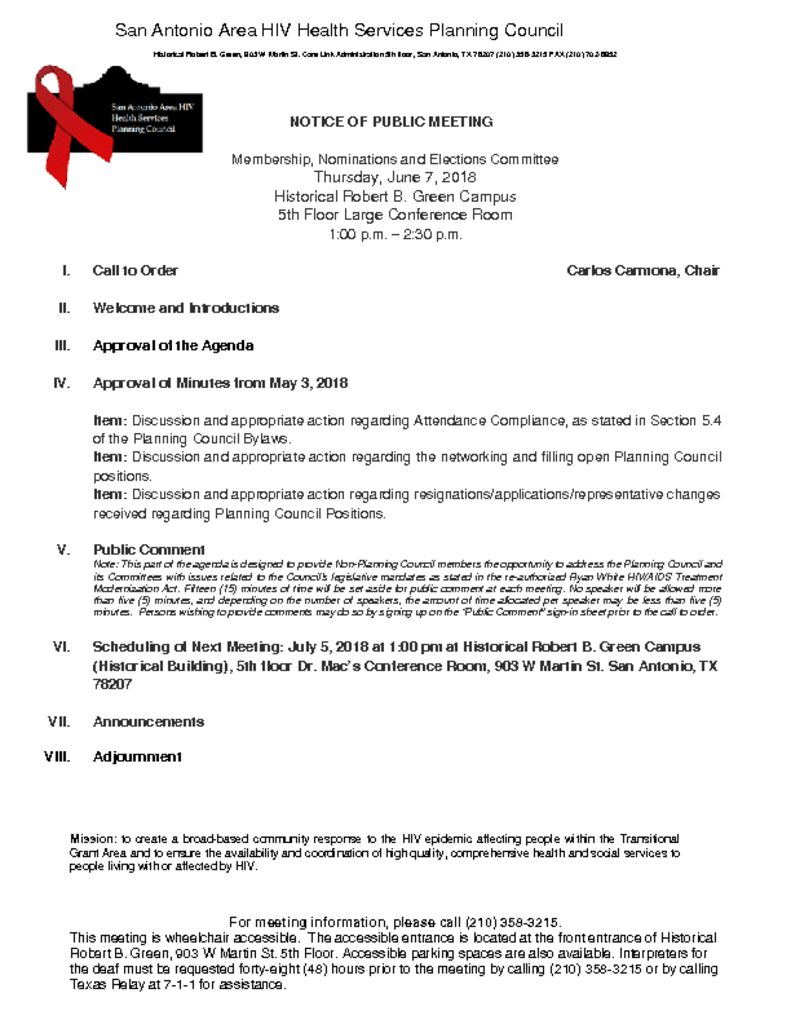 San Antonio Area HIV Health Services Planning Council
Historical Robert B. Green, 903 W Martin St. CareLink Administration 5th floor, San Antonio, TX 78207 (210) 358-3215 FAX (210) 702-6952
San Antonio Area HIV
Health Services
Planning Council
NOTICE OF PUBLIC MEETING
Membership, Nominations and Elections Committee
Thursday, June 7, 2018
Historical Robert B. Green Campus
5th Floor Large Conference Room
1:00 p.m. – 2:30 p.m.
I. Call to Order Carlos Carmona, Chair
II. Welcome and Introductions
III. Approval of the Agenda
IV. Approval of Minutes from May 3, 2018
Item: Discussion and appropriate action regarding Attendance Compliance, as stated in Section 5.4
of the Planning Council Bylaws.
Item: Discussion and appropriate action regarding the networking and filling open Planning Council
positions.
Item: Discussion and appropriate action regarding resignations/applications/representative changes
received regarding Planning Council Positions.
V. Public Comment
Note: This part of the agenda is designed to provide Non-Planning Council members the opportunity to address the Planning Council and
its Committees with issues related to the Council's legislative mandates as stated in the re-authorized Ryan White HIV/AIDS Treatment
Modernization Act. Fifteen (15) minutes of time will be set aside for public comment at each meeting. No speaker will be allowed more
than five (5) minutes, and depending on the number of speakers, the amount of time allocated per speaker may be less than five (5)
minutes. Persons wishing to provide comments may do so by signing up on the "Public Comment" sign-in sheet prior to the call to order.
VI. Scheduling of Next Meeting: July 5, 2018 at 1:00 pm at Historical Robert B. Green Campus
(Historical Building), 5th floor Dr. Mac's Conference Room, 903 W Martin St. San Antonio, TX
78207
VII. Announcements
VIII. Adjournment
Mission: to create a broad-based community response to the HIV epidemic affecting people within the Transitional
Grant Area and to ensure the availability and coordination of high quality, comprehensive health and social services to
people living with or affected by HIV.
For meeting information, please call (210) 358-3215.
This meeting is wheelchair accessible. The accessible entrance is located at the front entrance of Historical
Robert B. Green, 903 W Martin St. 5th Floor. Accessible parking spaces are also available. Interpreters for
the deaf must be requested forty-eight (48) hours prior to the meeting by calling (210) 358-3215 or by calling
Texas Relay at 7-1-1 for assistance.